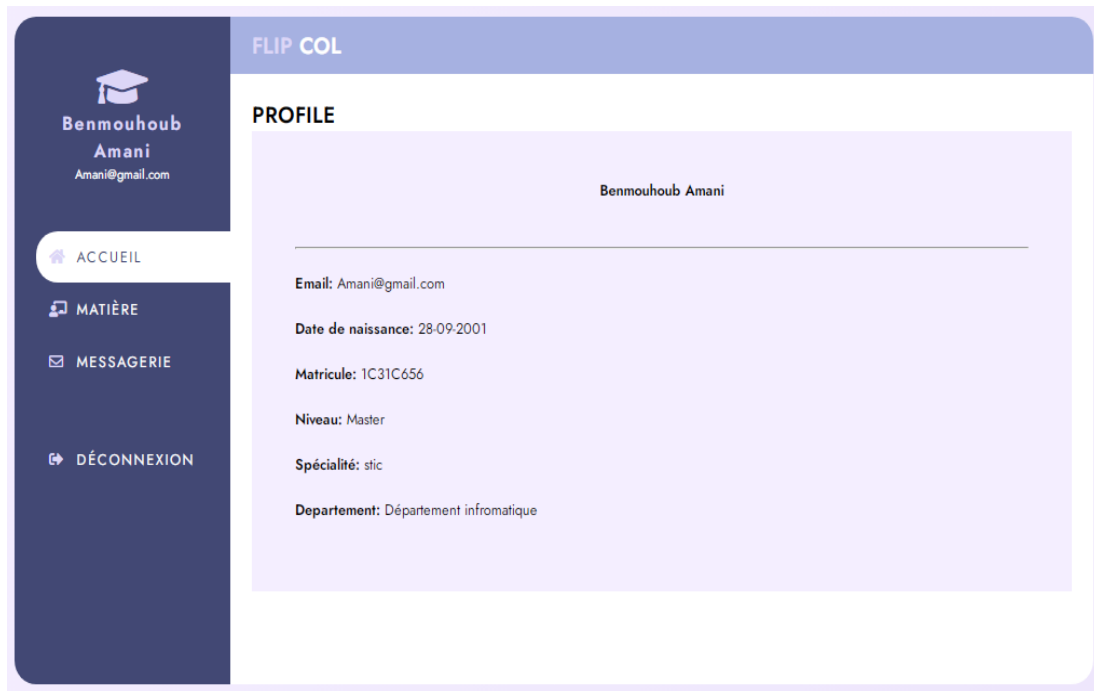 Benmouhoub
Amani
Amani@gmail.com
ACCUEIL
MATIÈRE
MESSAGERIE
DÉCONNEXION
FLIP COL
PROFILE
Benmouhoub Amani
Email: Amani@gmail.com
Date de naissance: 28-09-2001
Matricule: 1C31C656
Niveau: Master
Spécialité: stic
Departement: Département infromatique